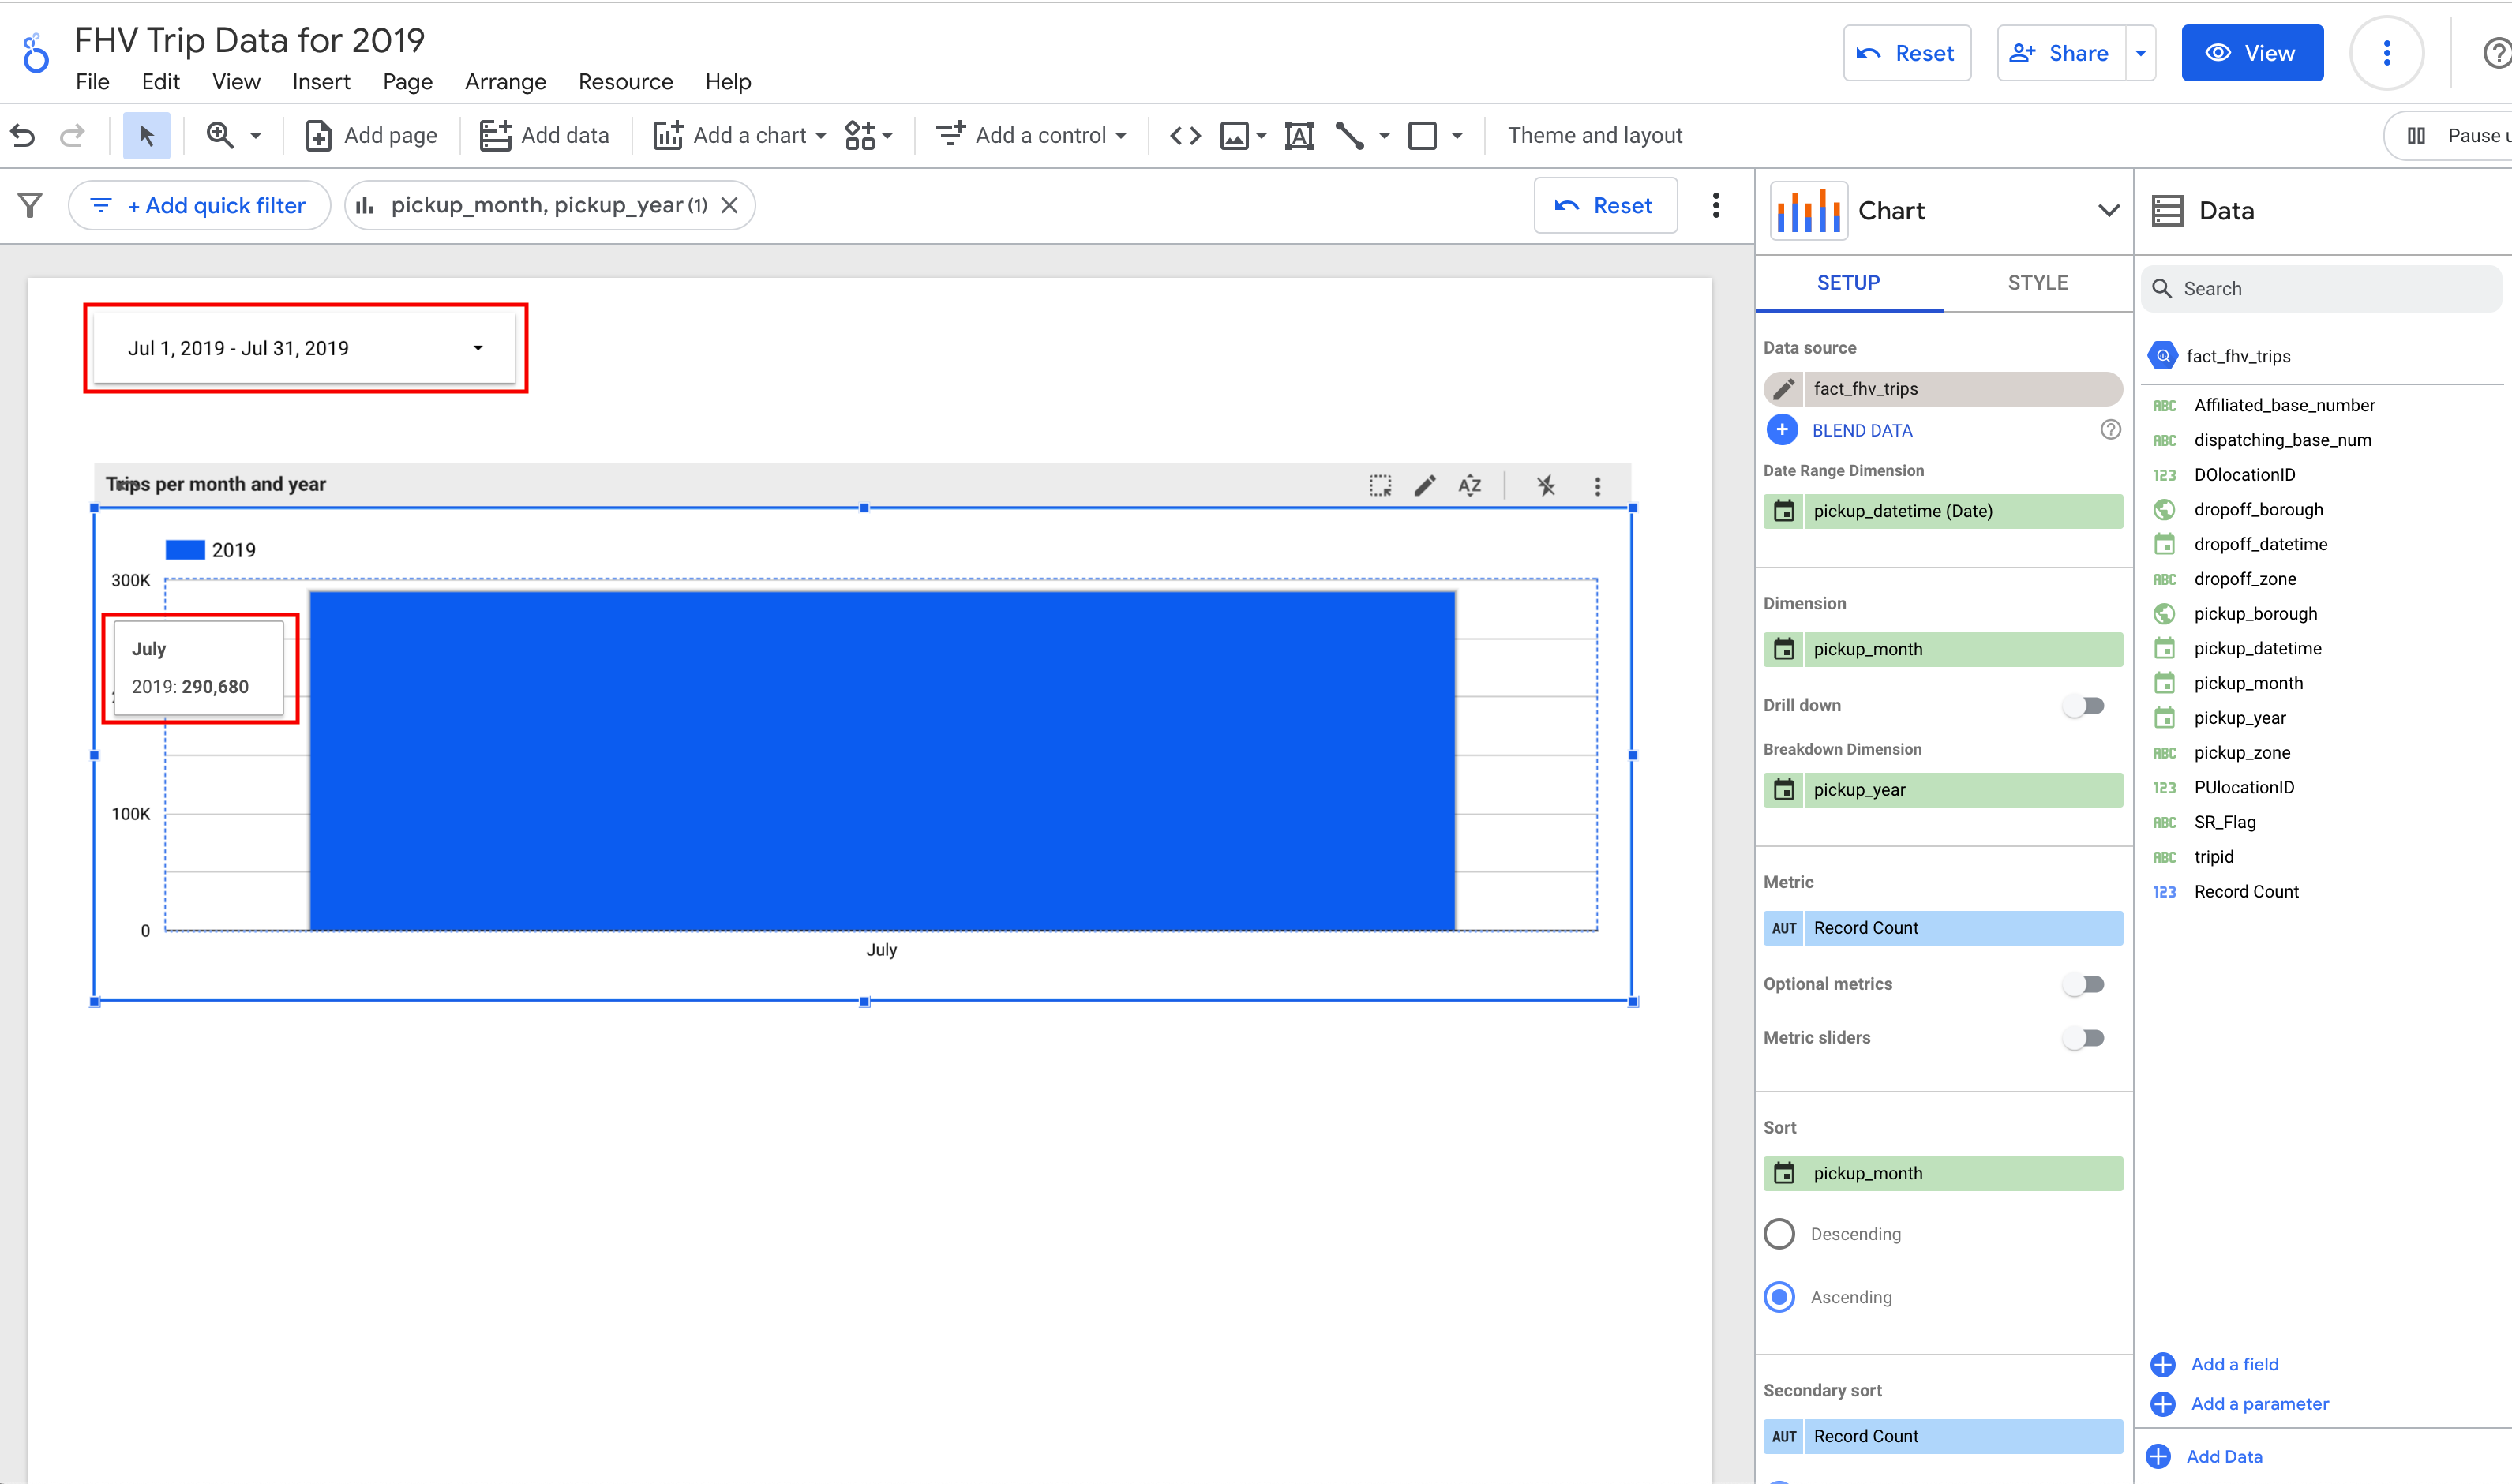 FHV Trip Data for 2019
File Edit View Insert Page Arrange Resource Help
Reset
Share
View
Add page
Add data
Add a chart
Add a control
Theme and layout
Pause
+ Add quick filter
pickup_month, pickup_year (1)
Reset
Jul 1, 2019 - Jul 31, 2019
Trips per month and year
AZ
2019
300K
July
2019: 290,680
100K
0
July
Chart
SETUP
STYLE
Data source
fact_fhv_trips
BLEND DATA
Date Range Dimension
pickup_datetime (Date)
Dimension
pickup_month
Drill down
Breakdown Dimension
pickup_year
Metric
AUT Record Count
Optional metrics
Metric sliders
Sort
pickup_month
Descending
Ascending
Secondary sort
AUT Record Count
Data
Search
fact_fhv_trips
ABC Affiliated_base_number
ABC dispatching_base_num
123 DOlocationID
dropoff_borough
dropoff_datetime
ABC dropoff_zone
pickup_borough
pickup_datetime
pickup_month
pickup_year
ABC pickup_zone
123 PUlocationID
ABC SR_Flag
ABC tripid
123 Record Count
Add a field
Add a parameter
Add Data